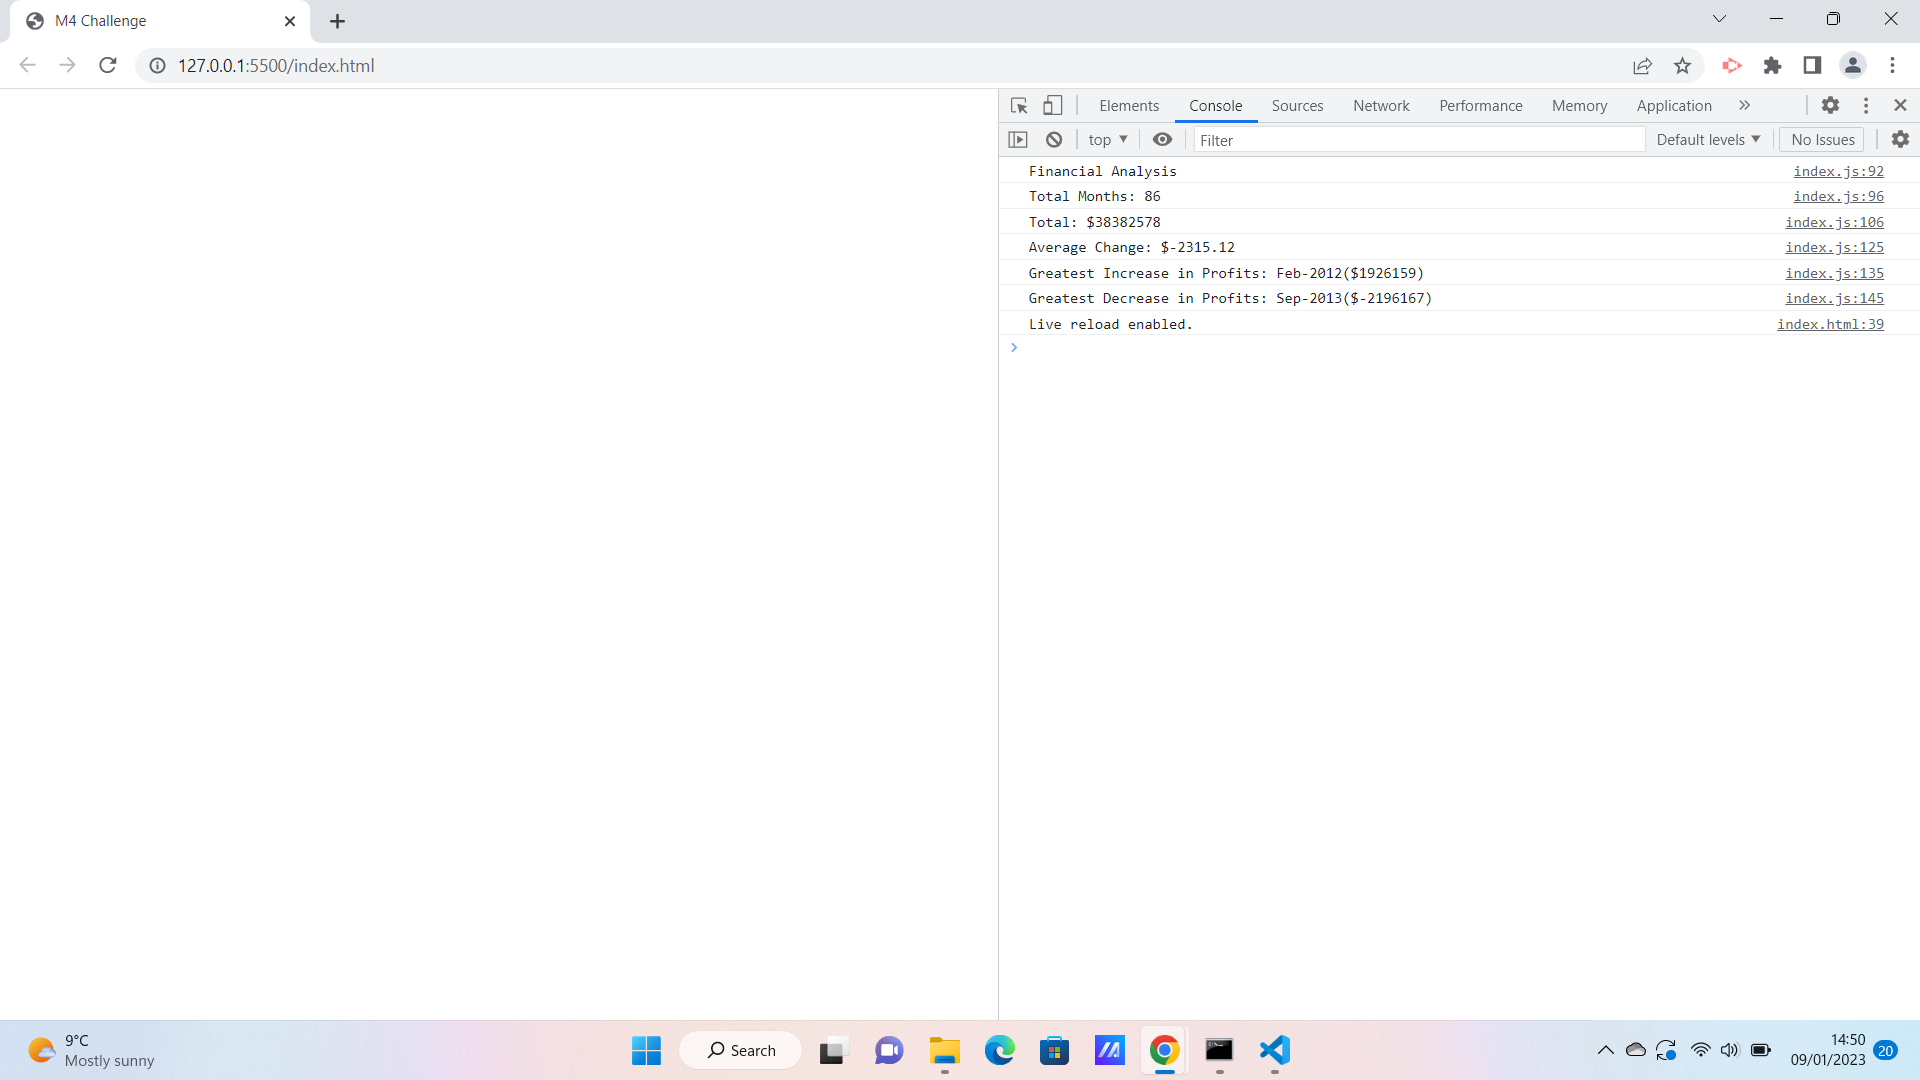 M4 Challenge
127.0.0.1:5500/index.html
Elements Console Sources Network Performance Memory Application
top Filter Default levels No Issues
Financial Analysis index.js:92
Total Months: 86 index.js:96
Total: $38382578 index.js:106
Average Change: $-2315.12 index.js:125
Greatest Increase in Profits: Feb-2012($1926159) index.js:135
Greatest Decrease in Profits: Sep-2013($-2196167) index.js:145
Live reload enabled. index.html:39
9°C
Mostly sunny
Search
14:50
09/01/2023
20